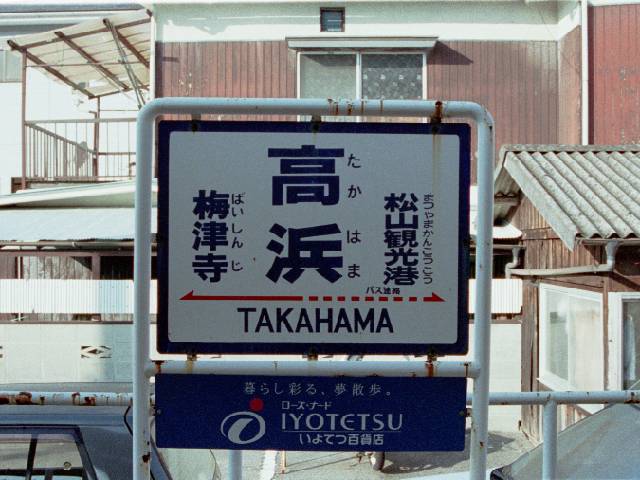 高浜
たかはま
梅津寺
ばいしんじ
松山観光港
まつやまかんこうこう
バス連絡
TAKAHAMA
暮らし彩る、夢散歩。
ローズ・ナード
IYOTETSU
いよてつ百貨店